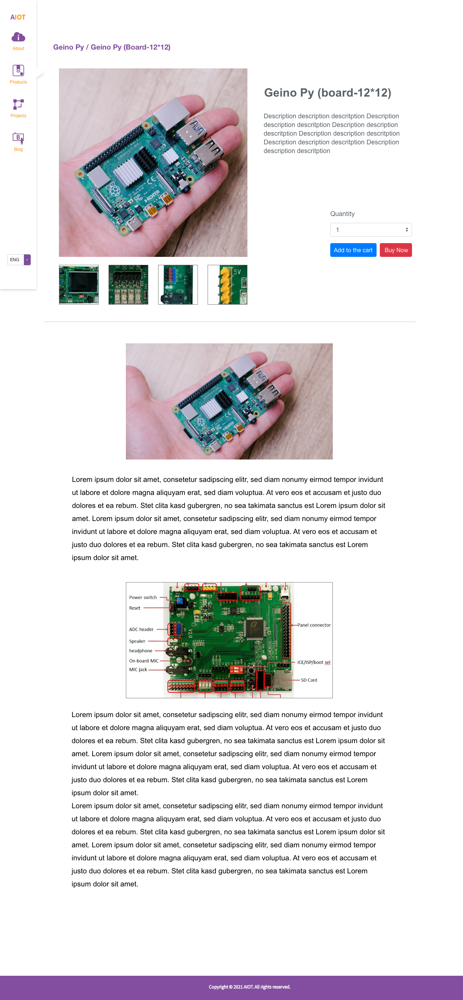 AIOT
About
Products
Projects
Blog
ENG
Geino Py / Geino Py (Board-12*12)
HDMI
Geino Py (board-12*12)
Description description descritption Description
description descritption Description description
descritption Description description descritption
Description description descritption Description
description descritption
Quantity
1
Add to the cart
Buy Now
V2.0
5V
HDMI
Lorem ipsum dolor sit amet, consetetur sadipscing elitr, sed diam nonumy eirmod tempor invidunt
ut labore et dolore magna aliquyam erat, sed diam voluptua. At vero eos et accusam et justo duo
dolores et ea rebum. Stet clita kasd gubergren, no sea takimata sanctus est Lorem ipsum dolor sit
amet. Lorem ipsum dolor sit amet, consetetur sadipscing elitr, sed diam nonumy eirmod tempor
invidunt ut labore et dolore magna aliquyam erat, sed diam voluptua. At vero eos et accusam et
justo duo dolores et ea rebum. Stet clita kasd gubergren, no sea takimata sanctus est Lorem
ipsum dolor sit amet.
Power switch
Reset
ADC header
Speaker
headphone
On-board MIC
MIC jack
V2.0
Panel connector
ICE/ISP/boot sel
SD Card
Lorem ipsum dolor sit amet, consetetur sadipscing elitr, sed diam nonumy eirmod tempor invidunt
ut labore et dolore magna aliquyam erat, sed diam voluptua. At vero eos et accusam et justo duo
dolores et ea rebum. Stet clita kasd gubergren, no sea takimata sanctus est Lorem ipsum dolor sit
amet. Lorem ipsum dolor sit amet, consetetur sadipscing elitr, sed diam nonumy eirmod tempor
invidunt ut labore et dolore magna aliquyam erat, sed diam voluptua. At vero eos et accusam et
justo duo dolores et ea rebum. Stet clita kasd gubergren, no sea takimata sanctus est Lorem
ipsum dolor sit amet.
Lorem ipsum dolor sit amet, consetetur sadipscing elitr, sed diam nonumy eirmod tempor invidunt
ut labore et dolore magna aliquyam erat, sed diam voluptua. At vero eos et accusam et justo duo
dolores et ea rebum. Stet clita kasd gubergren, no sea takimata sanctus est Lorem ipsum dolor sit
amet. Lorem ipsum dolor sit amet, consetetur sadipscing elitr, sed diam nonumy eirmod tempor
invidunt ut labore et dolore magna aliquyam erat, sed diam voluptua. At vero eos et accusam et
justo duo dolores et ea rebum. Stet clita kasd gubergren, no sea takimata sanctus est Lorem
ipsum dolor sit amet.
Copyright © 2021 AIOT. All rights reserved.